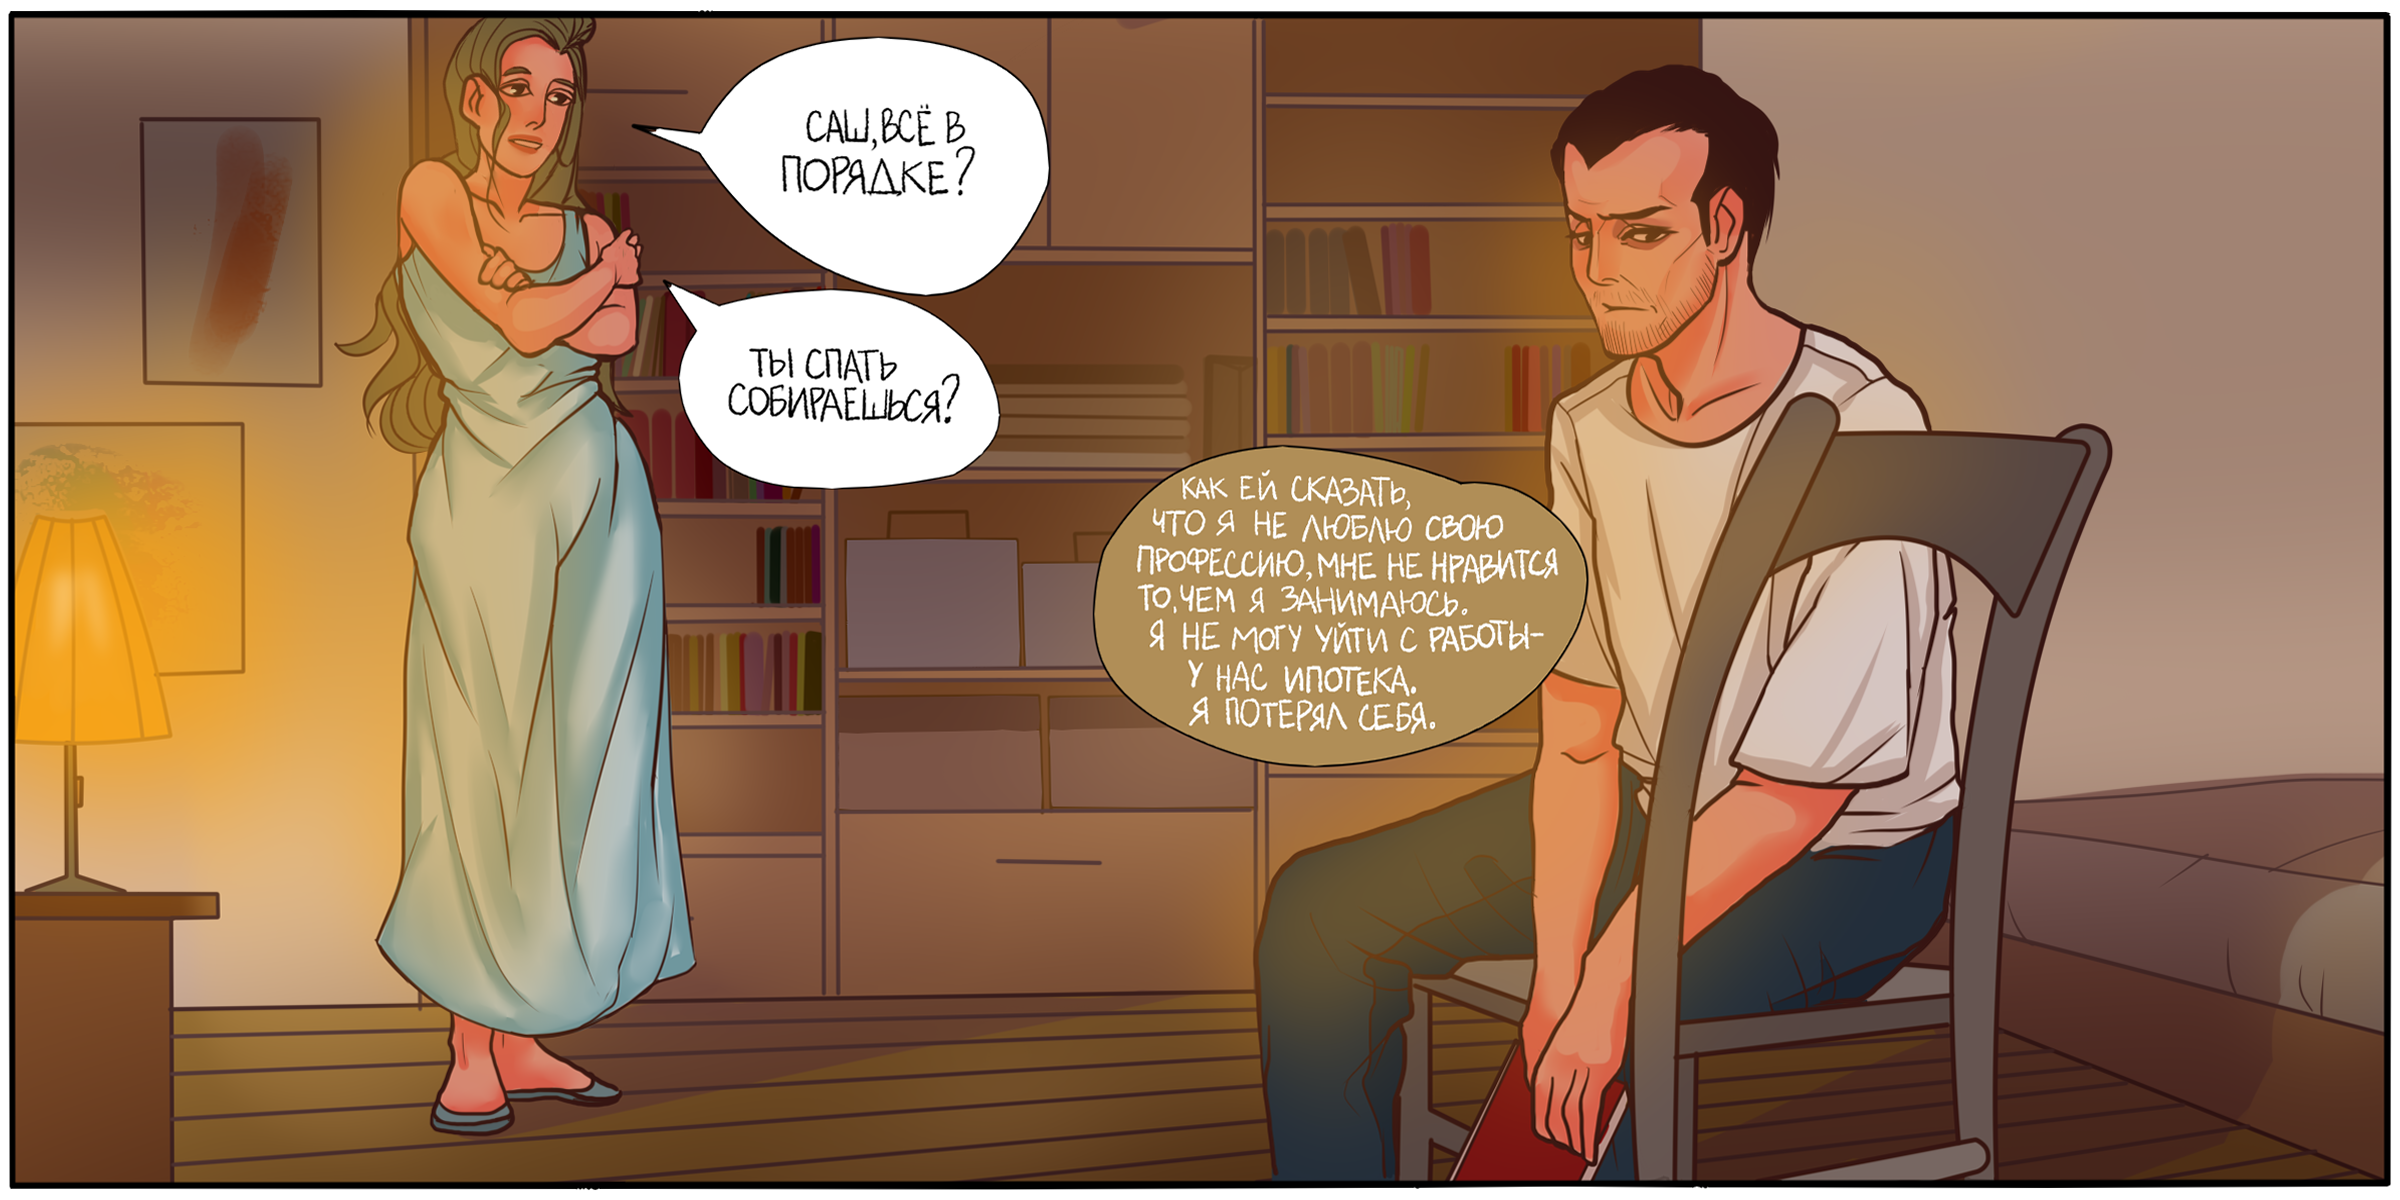 САШ, ВСЁ В
ПОРЯДКЕ?
ТЫ СПАТЬ
СОБИРАЕШЬСЯ?
КАК ЕЙ СКАЗАТЬ,
ЧТО Я НЕ ЛЮБЛЮ СВОЮ
ПРОФЕССИЮ, МНЕ НЕ НРАВИТСЯ
ТО, ЧЕМ Я ЗАНИМАЮСЬ.
Я НЕ МОГУ УЙТИ С РАБОТЫ-
У НАС ИПОТЕКА.
Я ПОТЕРЯЛ СЕБЯ.